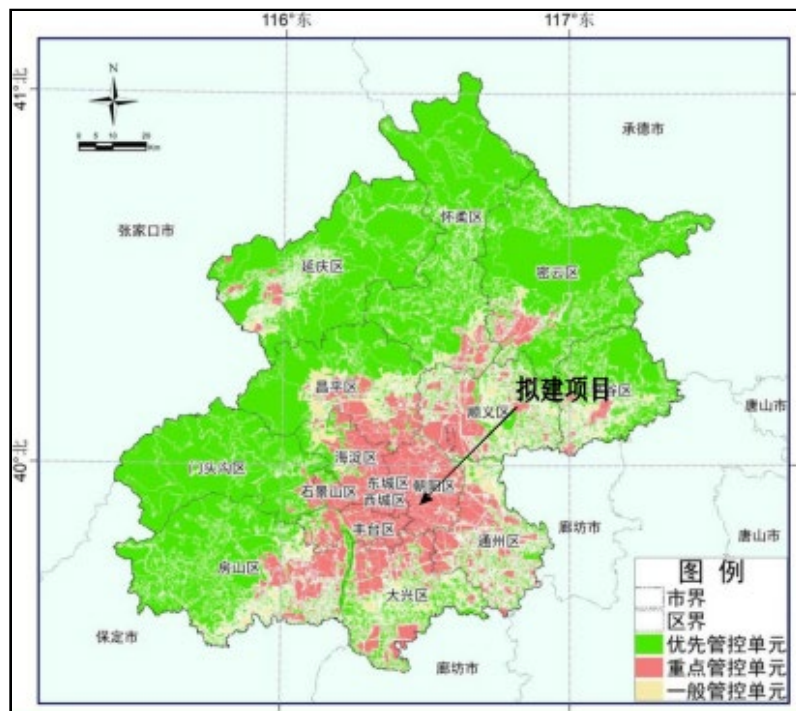 116°东
117°东
41°北
N
0 5 10 20
Km
承德市
怀柔区
张家口市
延庆区
密云区
昌平区
拟建项目
谷区
顺义区
唐山市
40°北
海淀区
门头沟区
东城区
朝阳区
石景山区
西城区
丰台区
廊坊市
唐山市
通州区
房山区
大兴区
保定市
廊坊市
图 例
市界
区界
优先管控单元
重点管控单元
一般管控单元